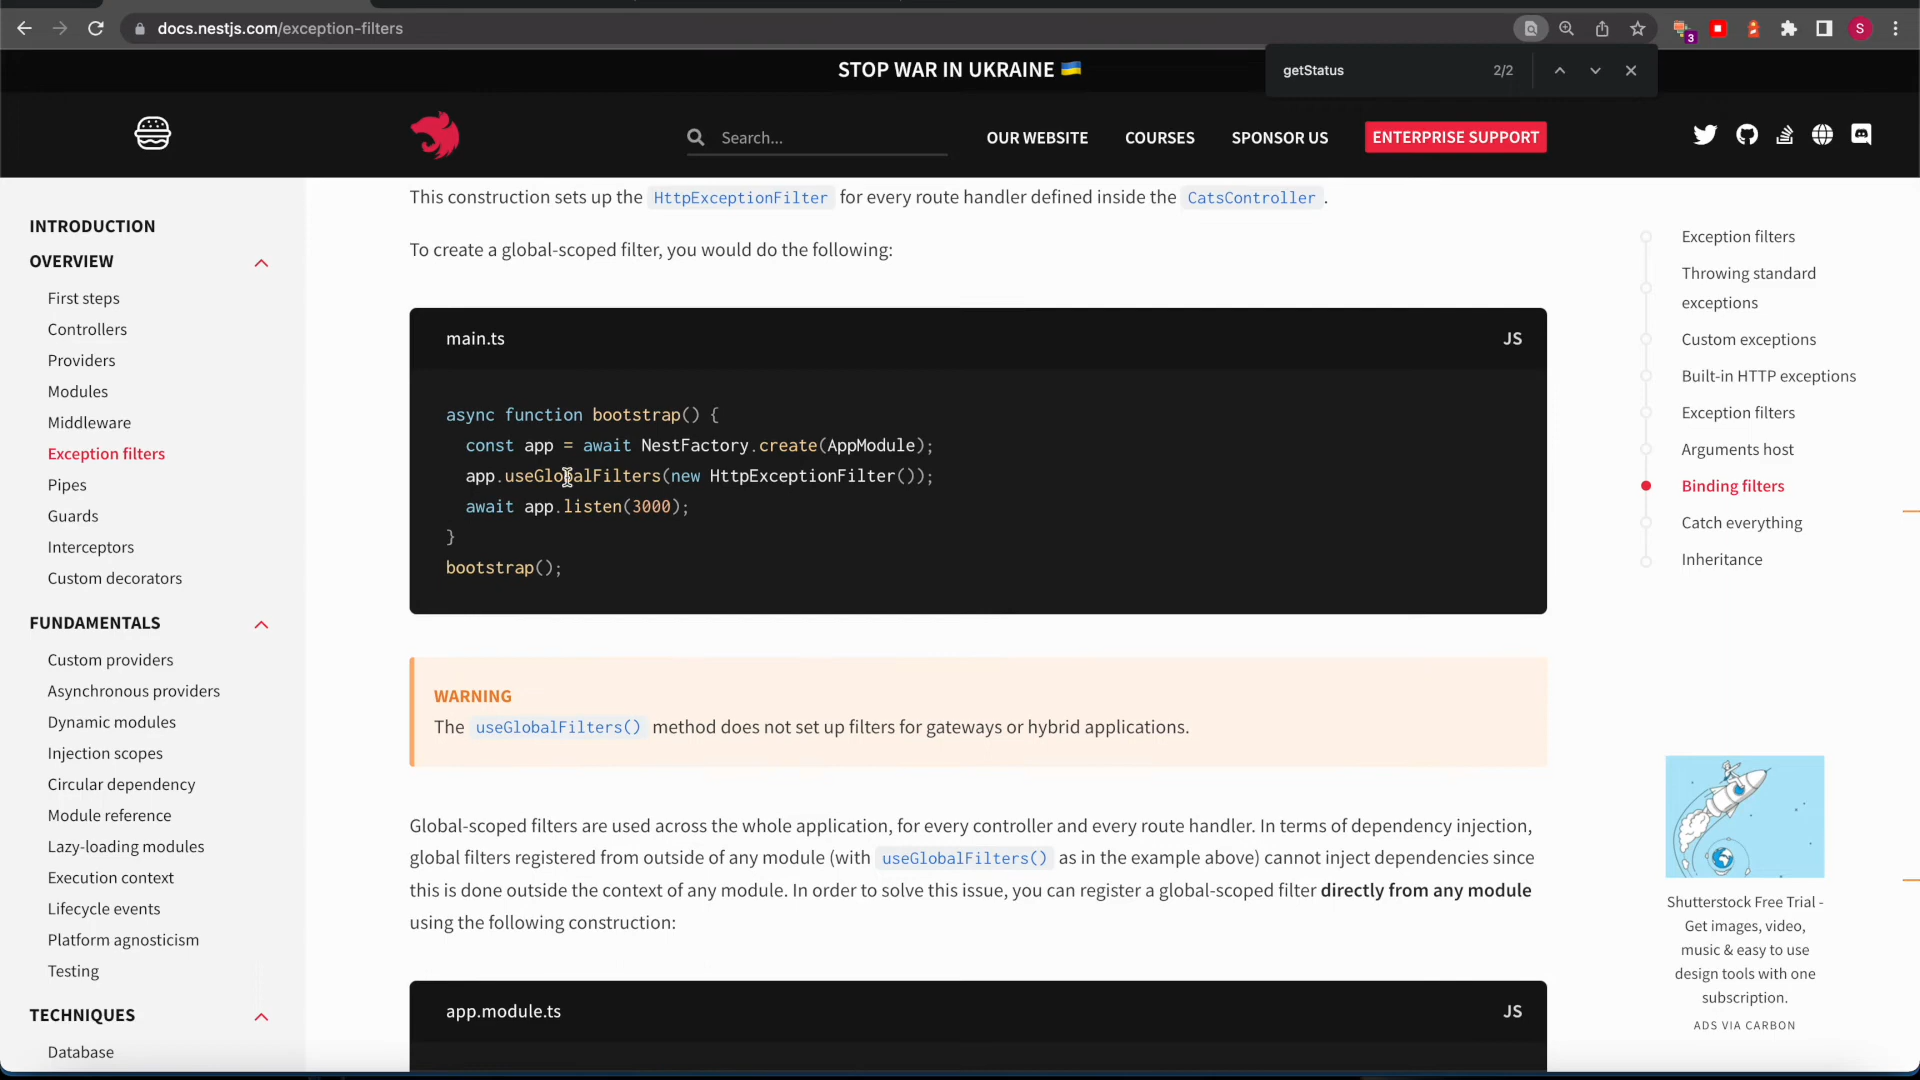 docs.nestjs.com/exception-filters
3
S
STOP WAR IN UKRAINE 🇺🇦
getStatus
2/2
Search...
OUR WEBSITE
COURSES
SPONSOR US
ENTERPRISE SUPPORT
INTRODUCTION
OVERVIEW
First steps
Controllers
Providers
Modules
Middleware
Exception filters
Pipes
Guards
Interceptors
Custom decorators
FUNDAMENTALS
Custom providers
Asynchronous providers
Dynamic modules
Injection scopes
Circular dependency
Module reference
Lazy-loading modules
Execution context
Lifecycle events
Platform agnosticism
Testing
TECHNIQUES
Database
This construction sets up the HttpExceptionFilter for every route handler defined inside the CatsController .
To create a global-scoped filter, you would do the following:
main.ts
JS
async function bootstrap() {
const app = await NestFactory.create(AppModule);
app.useGlobalFilters(new HttpExceptionFilter());
await app.listen(3000);
}
bootstrap();
WARNING
The useGlobalFilters() method does not set up filters for gateways or hybrid applications.
Global-scoped filters are used across the whole application, for every controller and every route handler. In terms of dependency injection,
global filters registered from outside of any module (with useGlobalFilters() as in the example above) cannot inject dependencies since
this is done outside the context of any module. In order to solve this issue, you can register a global-scoped filter directly from any module
using the following construction:
app.module.ts
JS
Exception filters
Throwing standard
exceptions
Custom exceptions
Built-in HTTP exceptions
Exception filters
Arguments host
Binding filters
Catch everything
Inheritance
Shutterstock Free Trial -
Get images, video,
music & easy to use
design tools with one
subscription.
ADS VIA CARBON